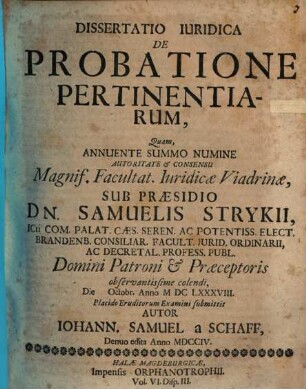 DISSERTATIO IURIDICA
DE
PROBATIONE
PERTINENTIA-
RUM,
Quam,
ANNUENTE SUMMO NUMINE
AUTORITATE & CONSENSU
Magnif. Facultat. Iuridicæ Viadrinæ,
SUB PRÆSIDIO
DN. SAMUELIS STRYKII,
ICti COM. PALAT. CÆS. SEREN. AC POTENTISS. ELECT.
BRANDENB. CONSILIAR. FACULT. IURID. ORDINARII,
AC DECRETAL. PROFESS. PUBL.
Domini Patroni & Præceptoris
observantissime colendi,
Die Octobr. Anno M DC LXXXVIII.
Placido Eruditorum Examini submittit
AUTOR
IOHANN. SAMUEL a SCHAFF,
Denuo edita Anno MDCCIV.
HALÆ MAGDEBURGICÆ,
Impensis ORPHANOTROPHII.
Vol. VI. Disp. III.